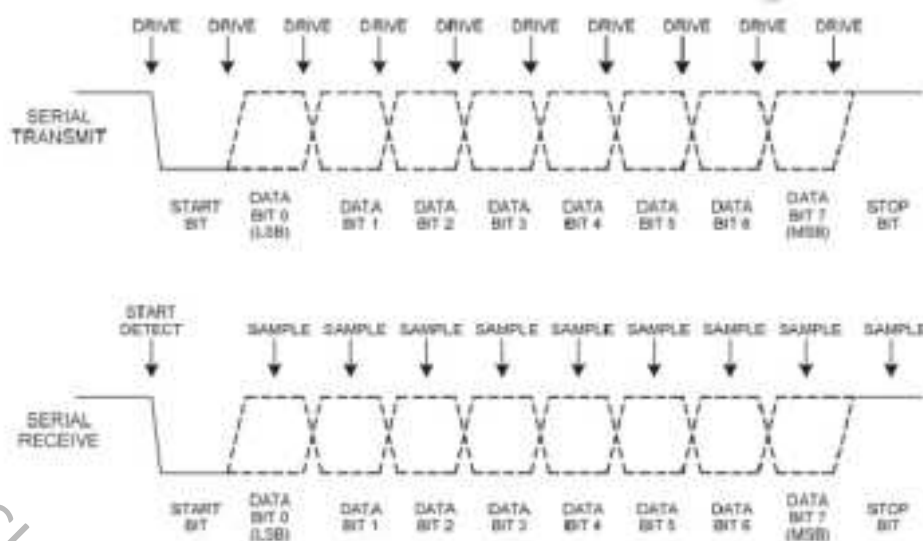 DRIVE DRIVE DRIVE DRIVE DRIVE DRIVE DRIVE DRIVE DRIVE DRIVE
SERIAL
TRANSMIT
START
BIT
DATA
BIT 0
(LSB)
DATA
BIT 1
DATA
BIT 2
DATA
BIT 3
DATA
BIT 4
DATA
BIT 5
DATA
BIT 6
DATA
BIT 7
(MSB)
STOP
BIT
START
DETECT
SAMPLE SAMPLE SAMPLE SAMPLE SAMPLE SAMPLE SAMPLE SAMPLE SAMPLE
SERIAL
RECEIVE
START
BIT
DATA
BIT 0
(LSB)
DATA
BIT 1
DATA
BIT 2
DATA
BIT 3
DATA
BIT 4
DATA
BIT 5
DATA
BIT 6
DATA
BIT 7
(MSB)
STOP
BIT